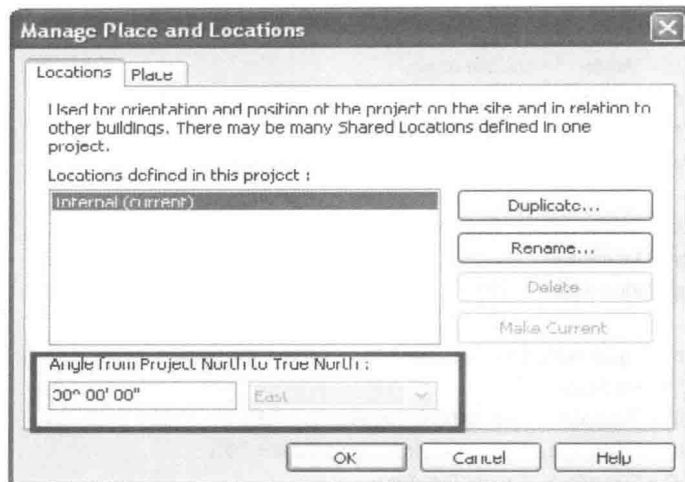 Manage Place and Locations
Locations Place
Used for orientation and position of the project on the site and in relation to
other buildings. There may be many Shared Locations defined in one
project.
Locations defined in this project :
Internal (current)
Duplicate...
Rename...
Delete
Make Current
Angle from Project North to True North :
00° 00' 00" East
OK Cancel Help